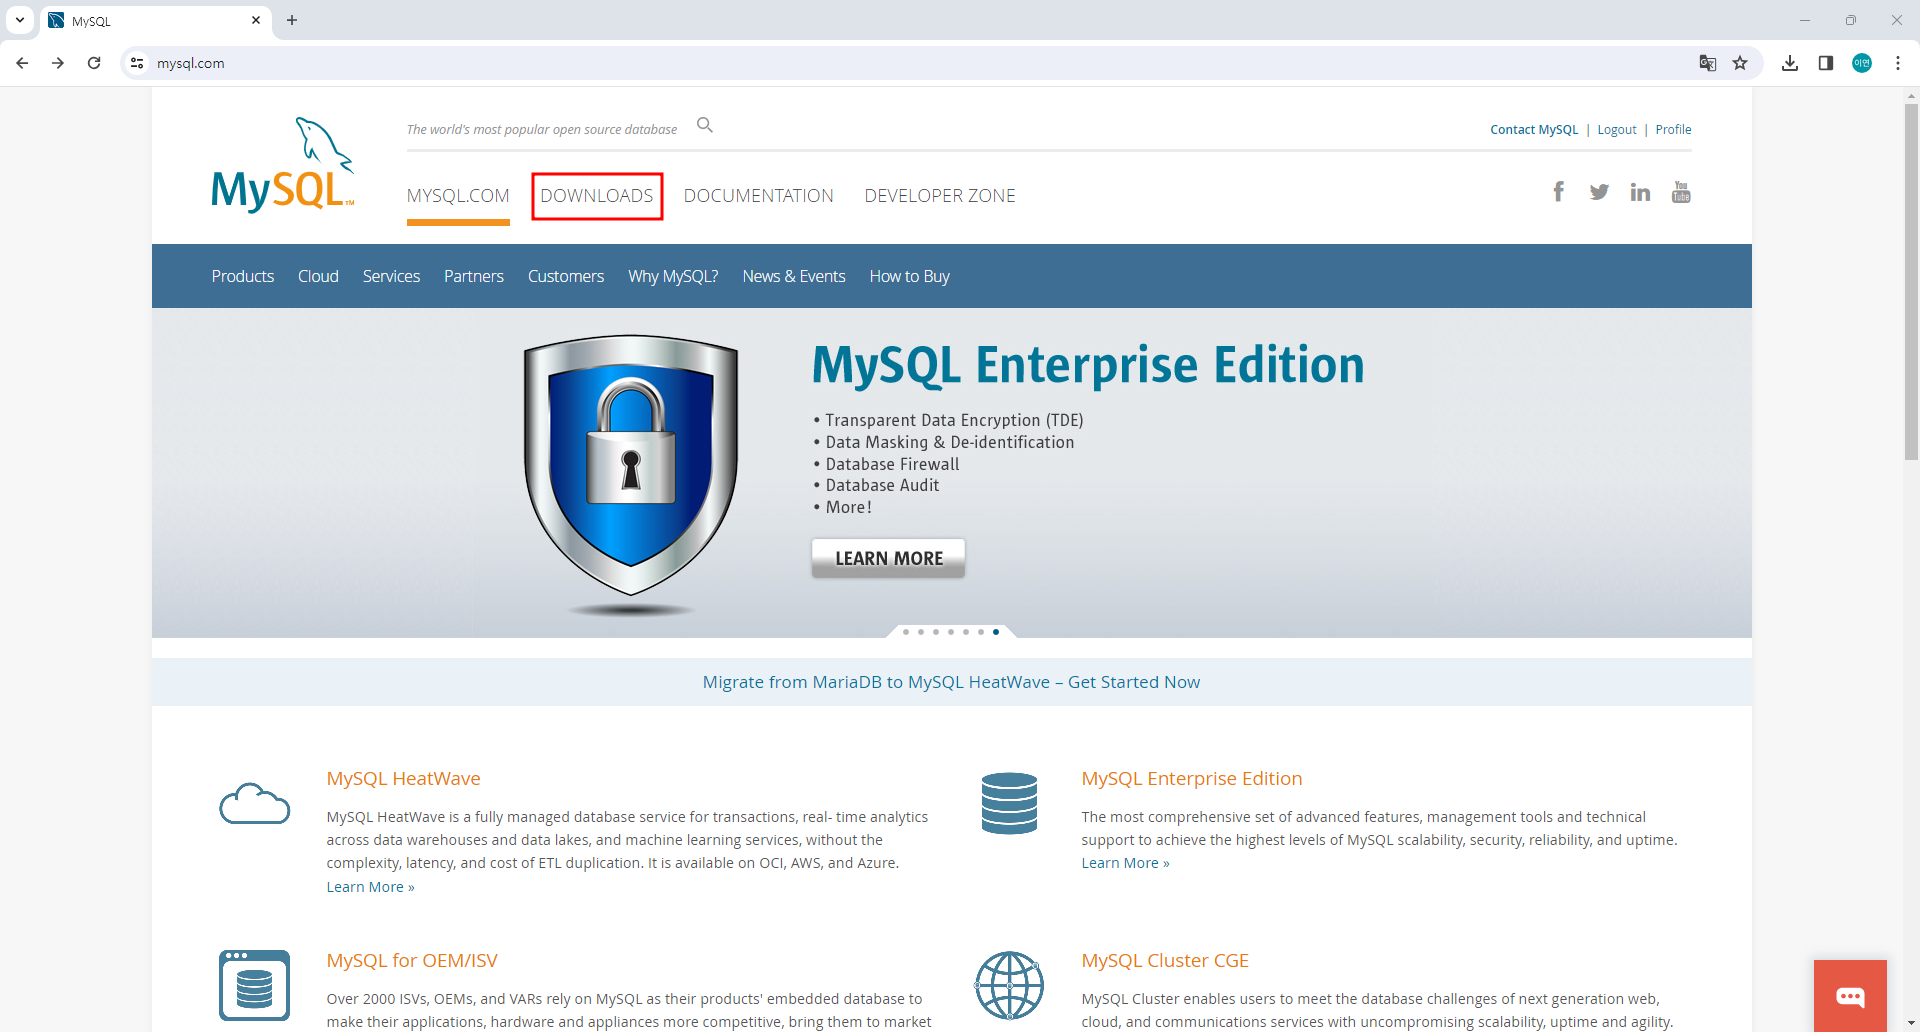 MySQL
mysql.com
이연
The world's most popular open source database
Contact MySQL | Logout | Profile
MySQL™
MYSQL.COM DOWNLOADS DOCUMENTATION DEVELOPER ZONE
You Tube
Products Cloud Services Partners Customers Why MySQL? News & Events How to Buy
MySQL Enterprise Edition
• Transparent Data Encryption (TDE)
• Data Masking & De-identification
• Database Firewall
• Database Audit
• More!
LEARN MORE
Migrate from MariaDB to MySQL HeatWave – Get Started Now
MySQL HeatWave
MySQL HeatWave is a fully managed database service for transactions, real- time analytics
across data warehouses and data lakes, and machine learning services, without the
complexity, latency, and cost of ETL duplication. It is available on OCI, AWS, and Azure.
Learn More »
MySQL Enterprise Edition
The most comprehensive set of advanced features, management tools and technical
support to achieve the highest levels of MySQL scalability, security, reliability, and uptime.
Learn More »
MySQL for OEM/ISV
Over 2000 ISVs, OEMs, and VARs rely on MySQL as their products' embedded database to
make their applications, hardware and appliances more competitive, bring them to market
MySQL Cluster CGE
MySQL Cluster enables users to meet the database challenges of next generation web,
cloud, and communications services with uncompromising scalability, uptime and agility.